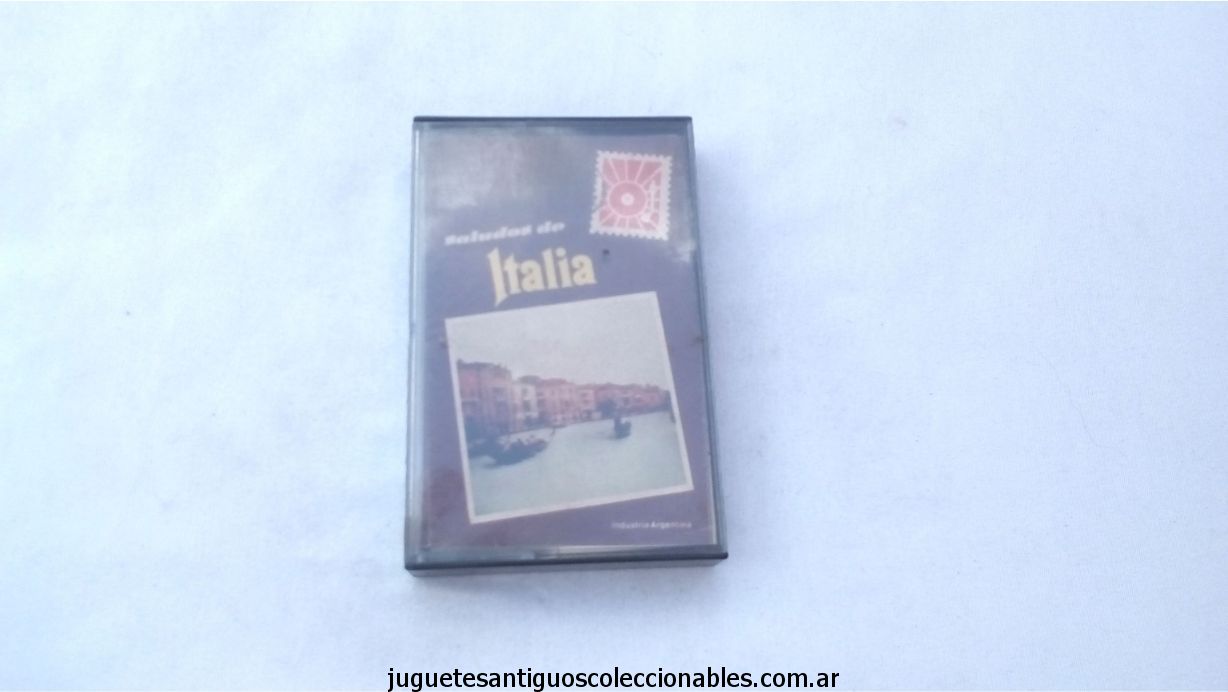 saludos de
Italia
Industria Argentina
juguetesantiguoscoleccionables.com.ar